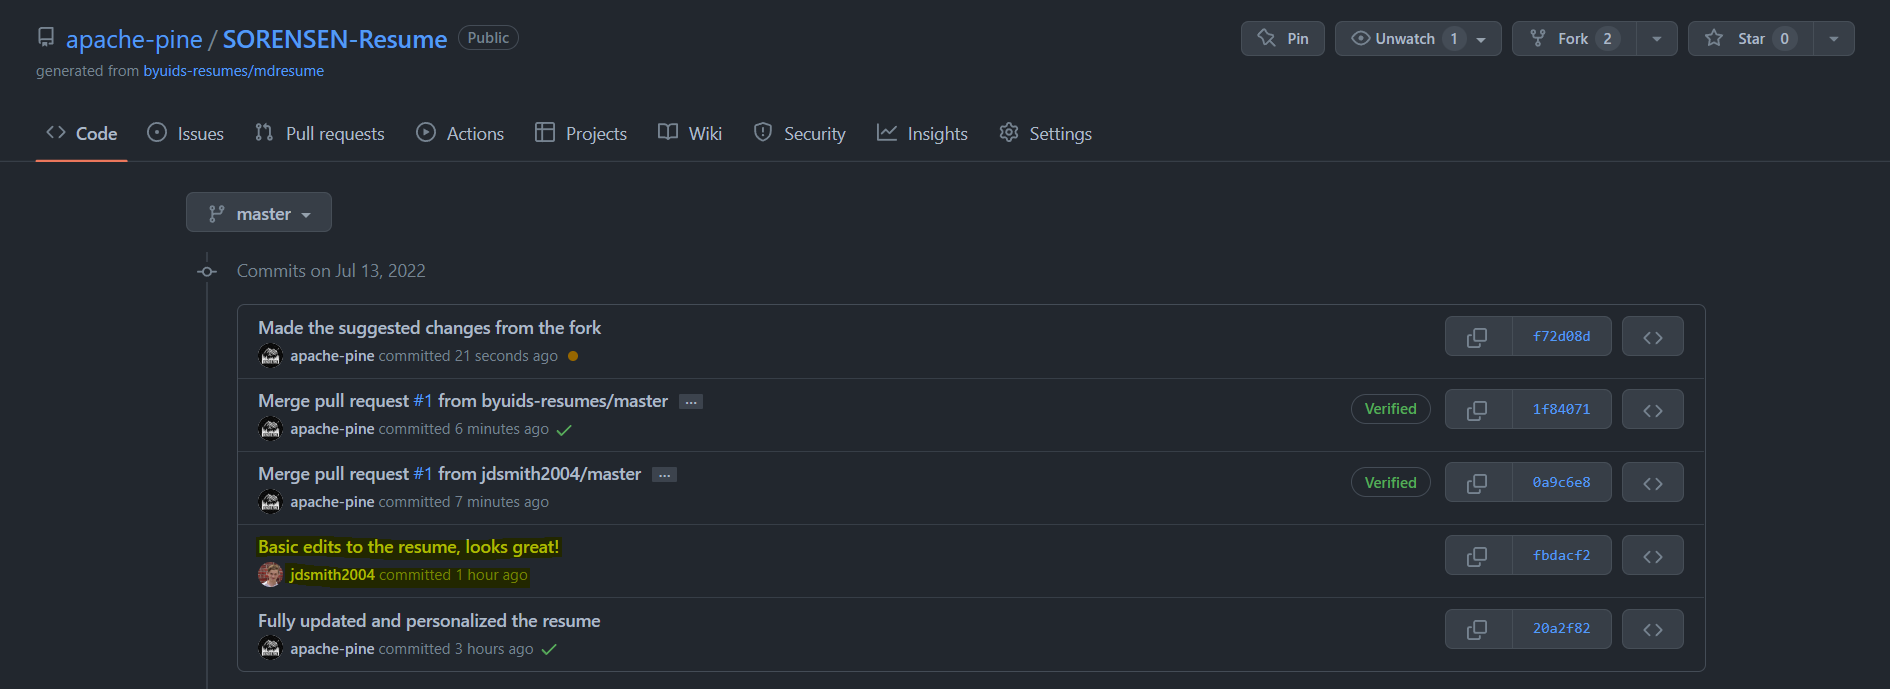 apache-pine / SORENSEN-Resume Public
Pin Unwatch 1 Fork 2 Star 0
generated from byuids-resumes/mdresume
Code Issues Pull requests Actions Projects Wiki Security Insights Settings
master
Commits on Jul 13, 2022
Made the suggested changes from the fork
apache-pine committed 21 seconds ago
f72d08d
Merge pull request #1 from byuids-resumes/master ...
apache-pine committed 6 minutes ago
Verified 1f84071
Merge pull request #1 from jdsmith2004/master ...
apache-pine committed 7 minutes ago
Verified 0a9c6e8
Basic edits to the resume, looks great!
jdsmith2004 committed 1 hour ago
fbdacf2
Fully updated and personalized the resume
apache-pine committed 3 hours ago
20a2f82